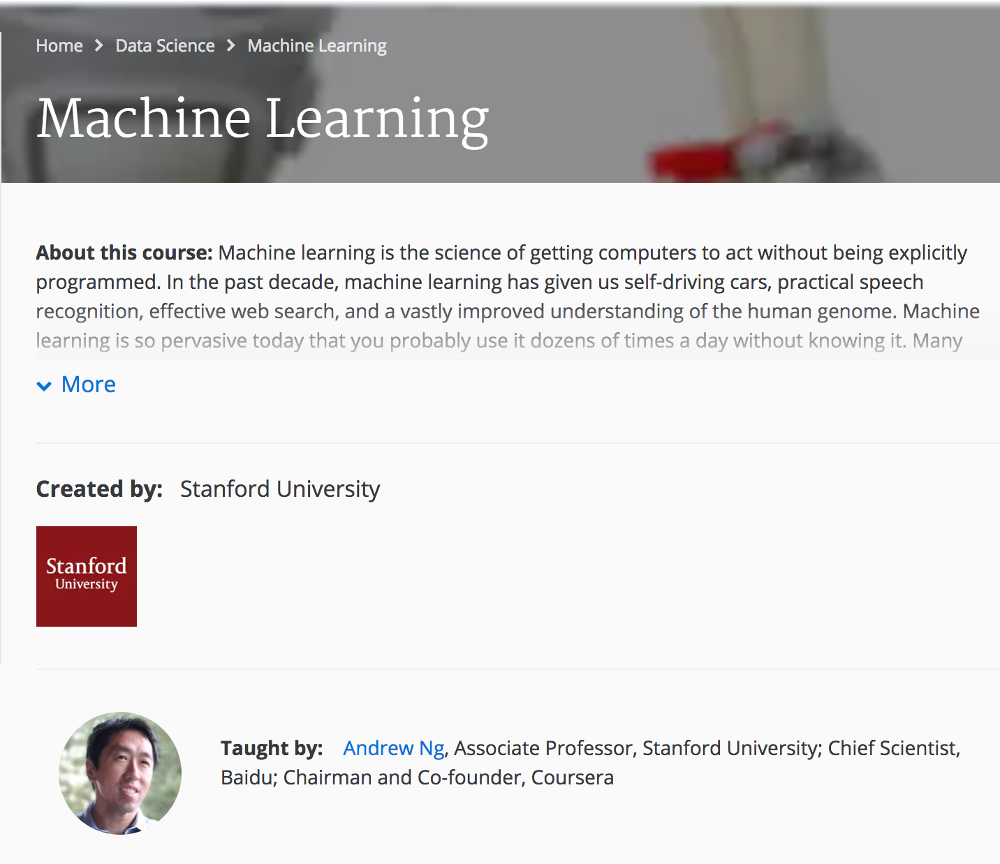 Home > Data Science > Machine Learning
Machine Learning
About this course: Machine learning is the science of getting computers to act without being explicitly
programmed. In the past decade, machine learning has given us self-driving cars, practical speech
recognition, effective web search, and a vastly improved understanding of the human genome. Machine
learning is so pervasive today that you probably use it dozens of times a day without knowing it. Many
More
Created by: Stanford University
Stanford
University
Taught by: Andrew Ng, Associate Professor, Stanford University; Chief Scientist,
Baidu; Chairman and Co-founder, Coursera